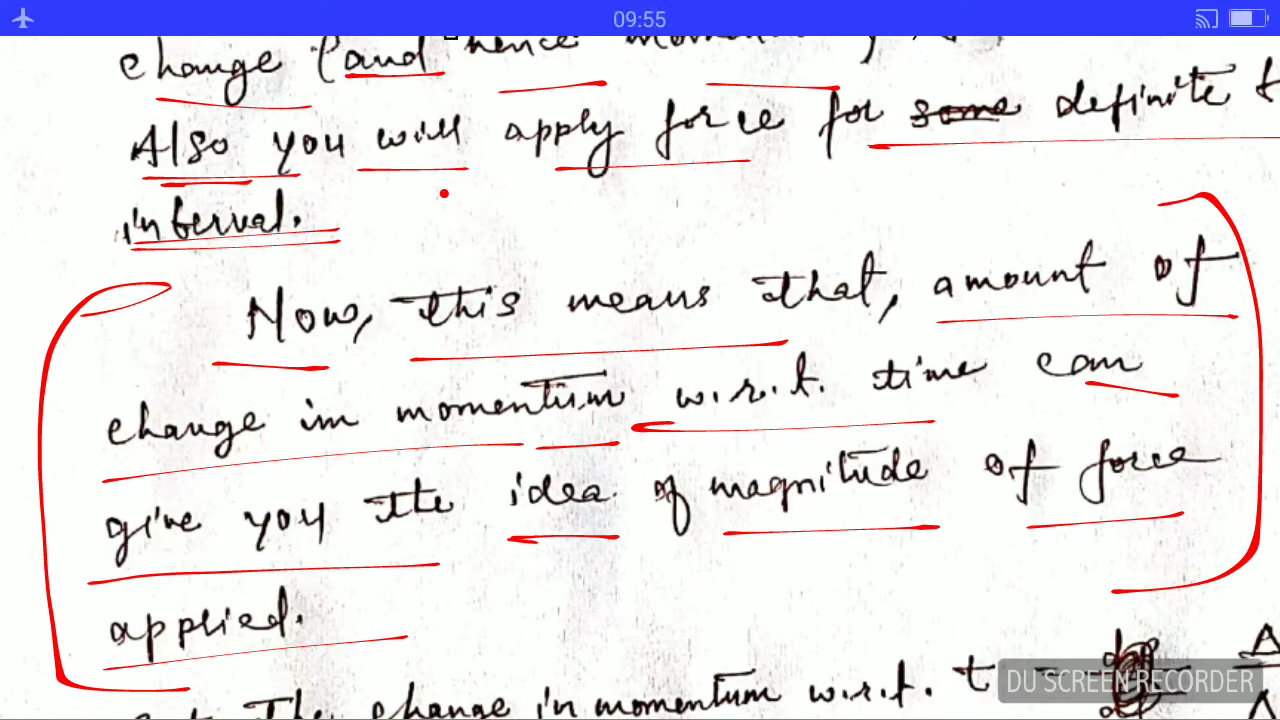 09:55
change (and hence
Also you will apply force for some definite t
interval.
Now, this means that, amount of
change in momentum w.r.t. time can
give you the idea of magnitude of force
applied.
The change in momentum w.r.t. t
DU SCREEN RECORDER